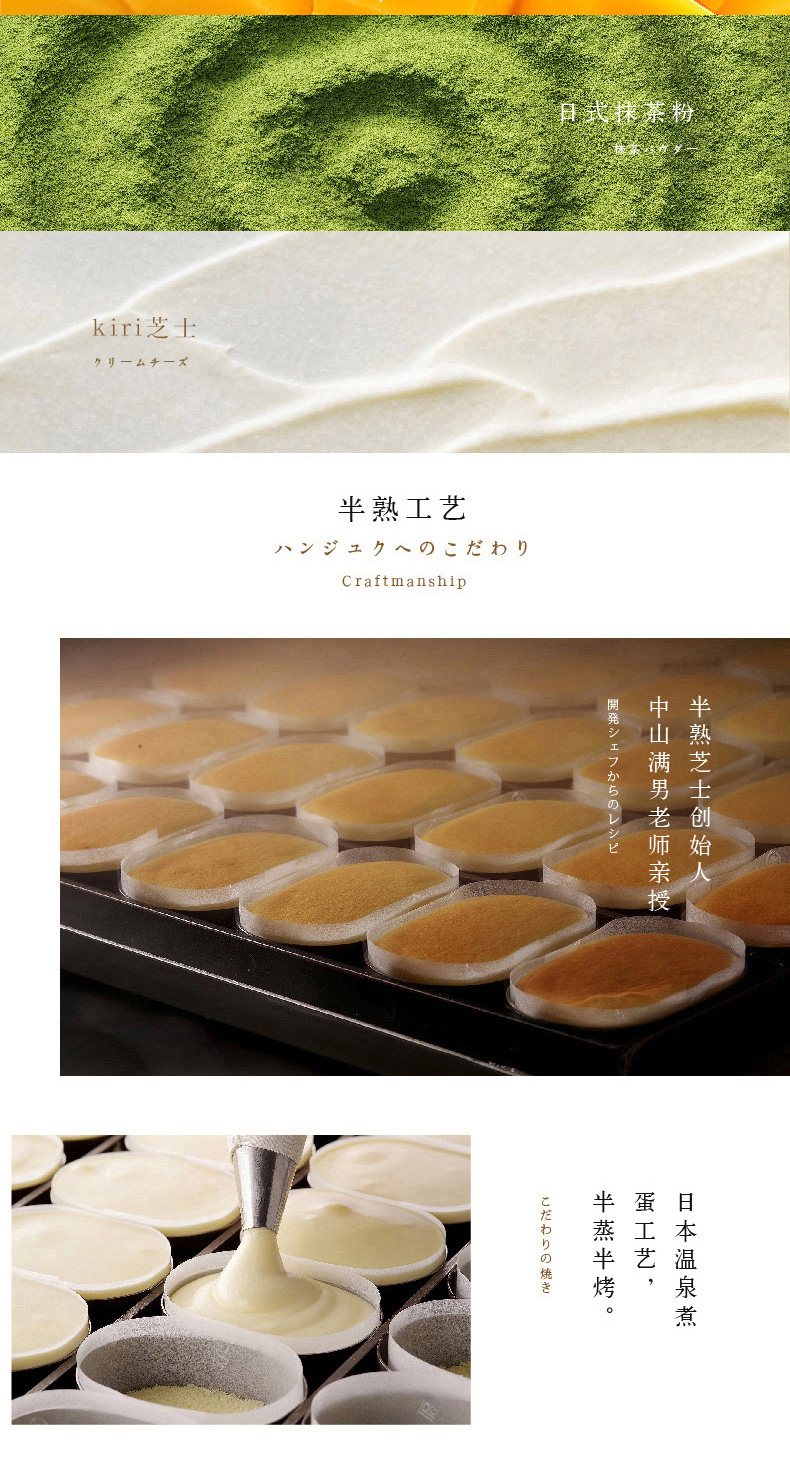 日式抹茶粉
抹茶パウダー
kiri芝士
クリームチーズ
半熟工艺
ハンジュクへのこだわり
Craftmanship
半熟芝士创始人
中山满男老师亲授
開発シェフからのレシピ
日本温泉煮
蛋工艺，
半蒸半烤。
こだわりの焼き